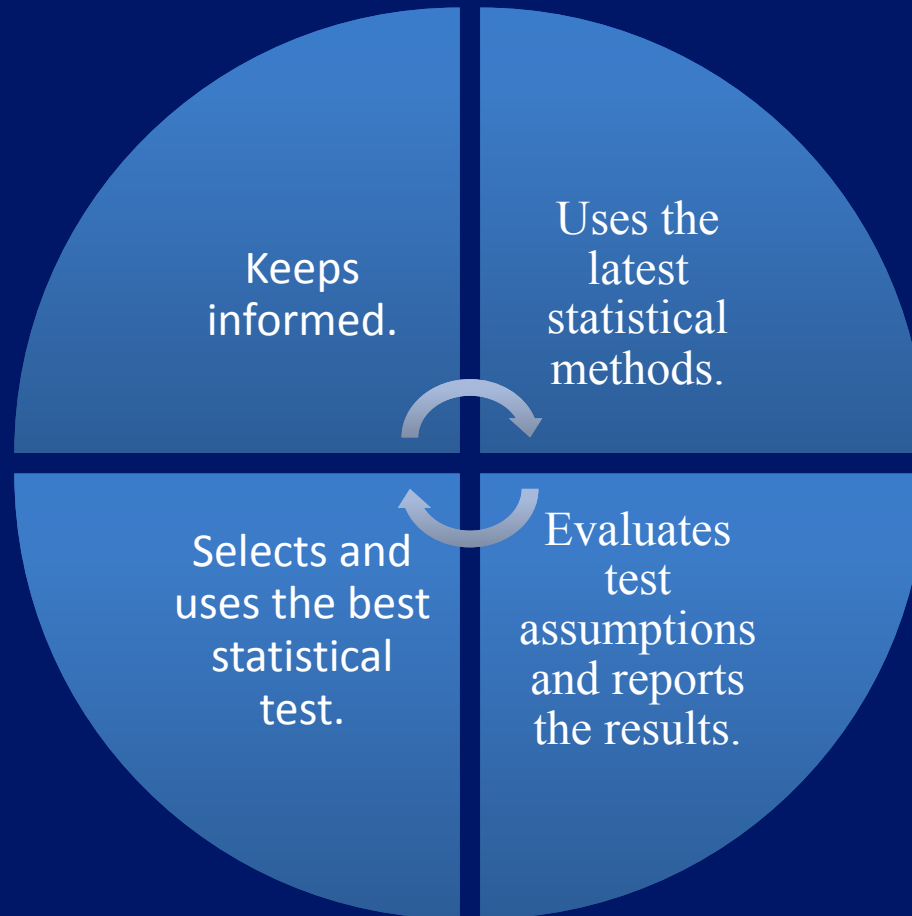 Keeps
informed.
Uses the
latest
statistical
methods.
Selects and
uses the best
statistical
test.
Evaluates
test
assumptions
and reports
the results.